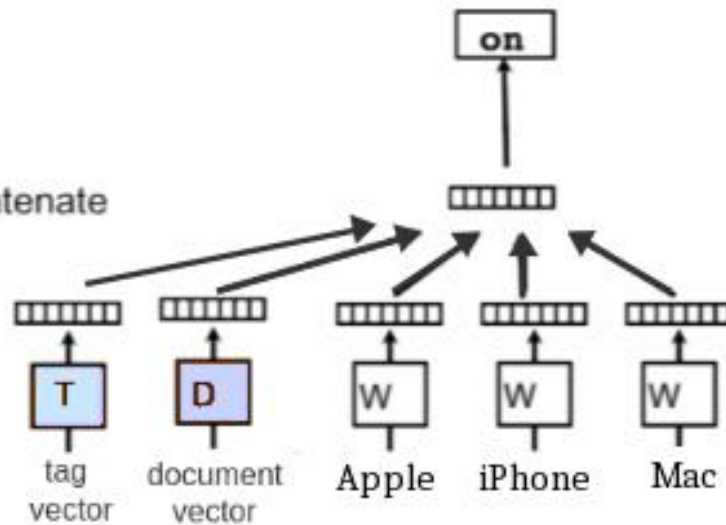 on
tenate
T
D
W
W
W
tag
vector
document
vector
Apple
iPhone
Mac